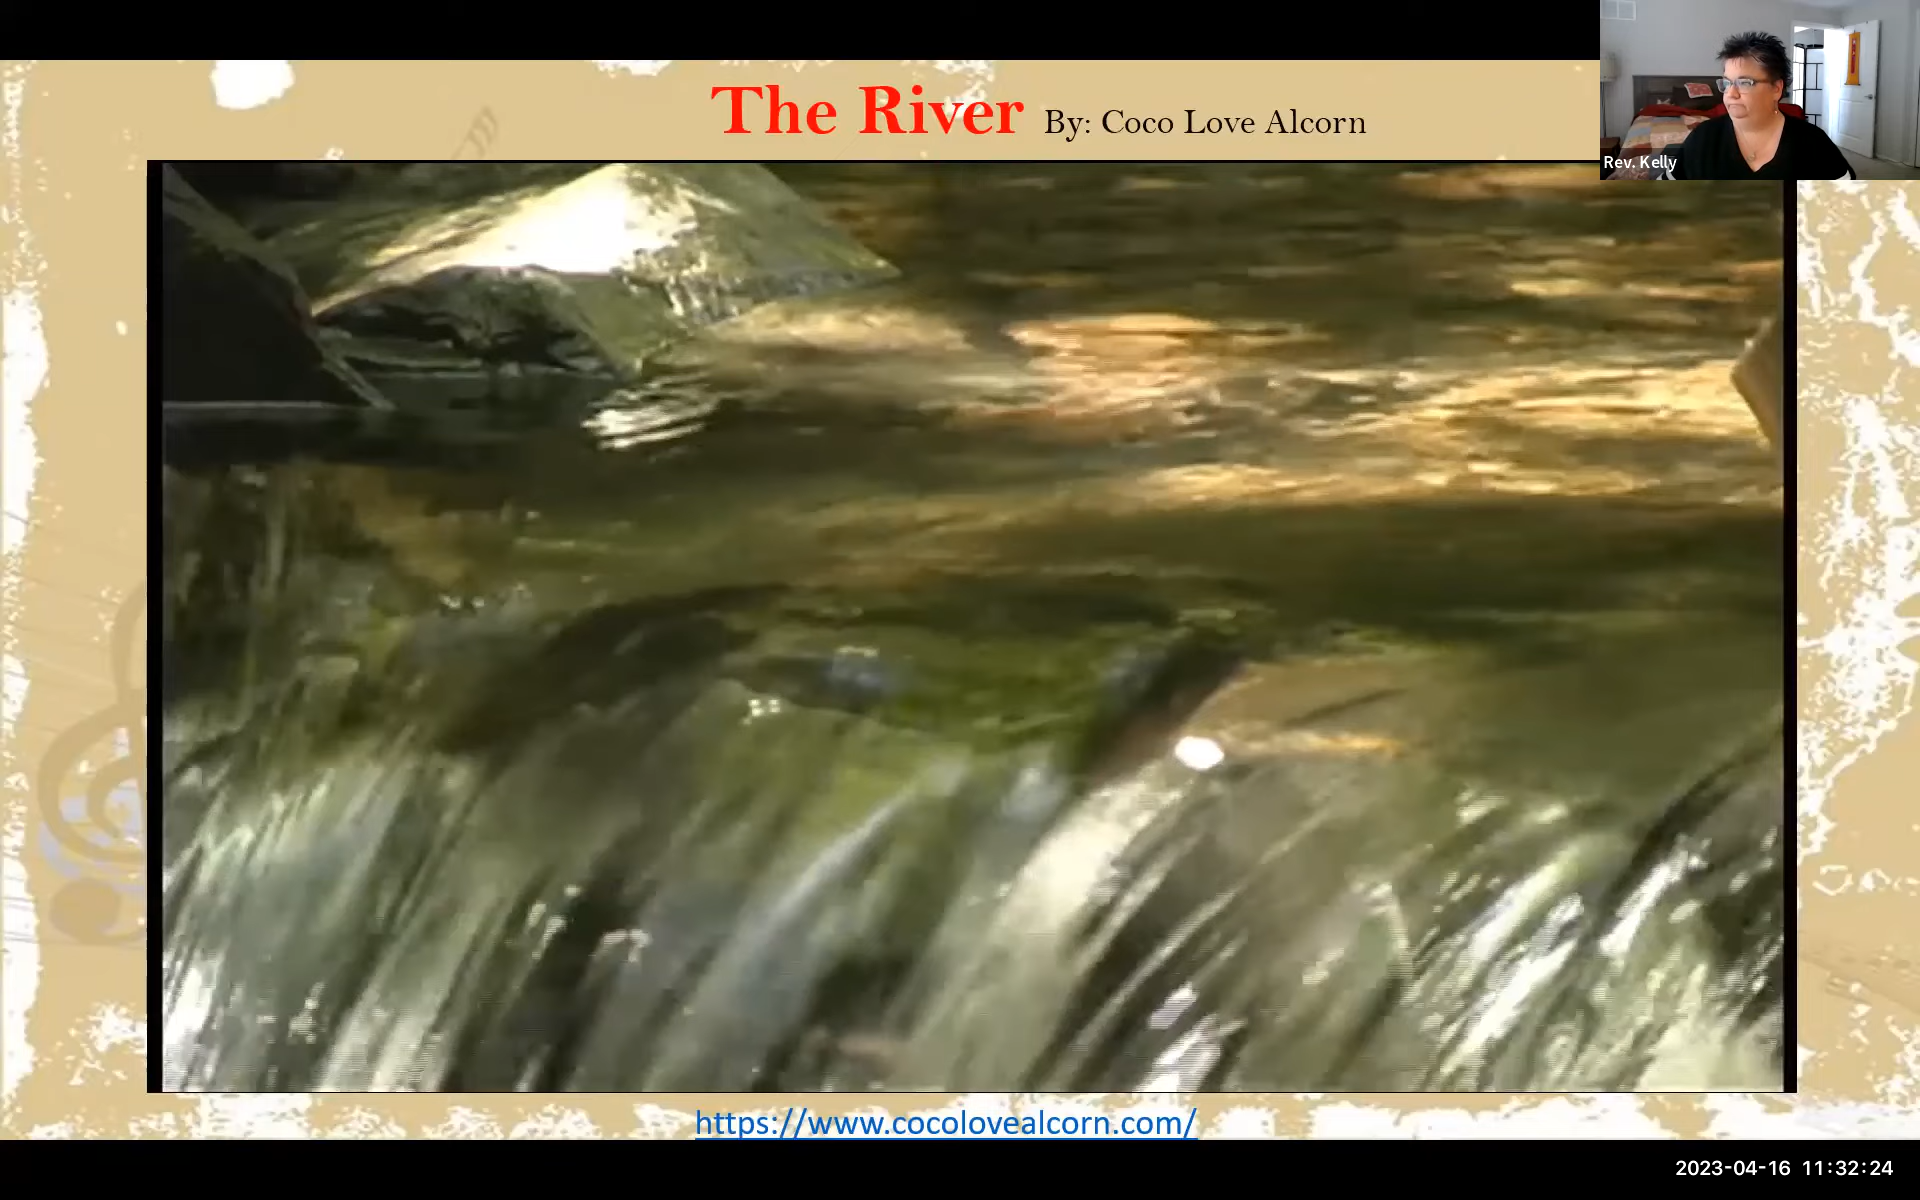 The River By: Coco Love Alcorn
Rev. Kelly
https://www.cocolovealcorn.com/
2023-04-16 11:32:24